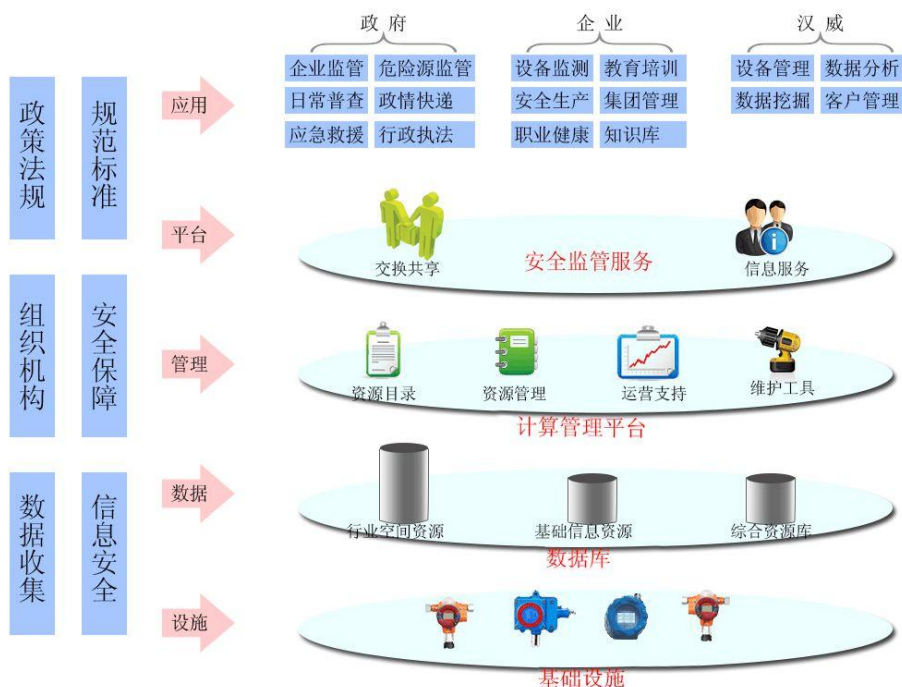 政府
企业
汉威
企业监管 危险源监管
设备监测 教育培训
设备管理 数据分析
日常普查 政情快递
安全生产 集团管理
数据挖掘 客户管理
应急救援 行政执法
职业健康 知识库
政策法规
规范标准
组织机构
安全保障
数据收集
信息安全
应用
平台
交换共享
安全监管服务
信息服务
管理
资源目录
资源管理
运营支持
维护工具
计算管理平台
数据
行业空间资源
基础信息资源
综合资源库
数据库
设施
基础设施